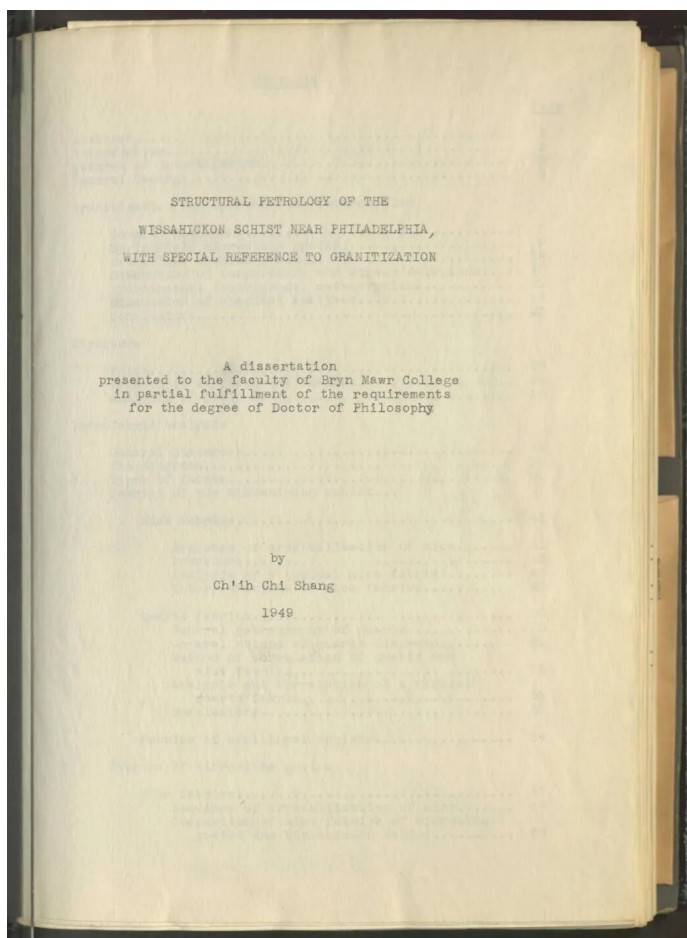 STRUCTURAL PETROLOGY OF THE
WISSAHICKON SCHIST NEAR PHILADELPHIA,
WITH SPECIAL REFERENCE TO GRANITIZATION
A dissertation
presented to the faculty of Bryn Mawr College
in partial fulfillment of the requirements
for the degree of Doctor of Philosophy
by
Ch'ih Chi Shang
1949